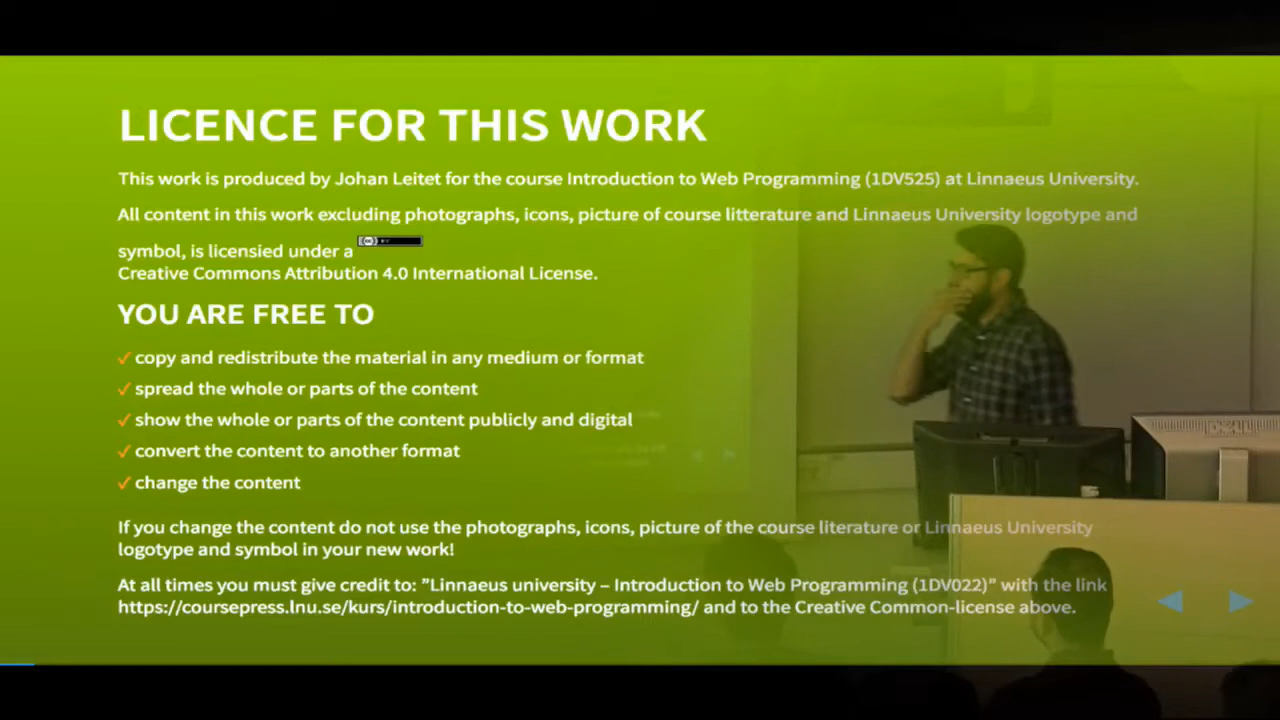 LICENCE FOR THIS WORK
This work is produced by Johan Leitet for the course Introduction to Web Programming (1DV525) at Linnaeus University.
All content in this work excluding photographs, icons, picture of course litterature and Linnaeus University logotype and
symbol, is licensied under a
Creative Commons Attribution 4.0 International License.
YOU ARE FREE TO
✓ copy and redistribute the material in any medium or format
✓ spread the whole or parts of the content
✓ show the whole or parts of the content publicly and digital
✓ convert the content to another format
✓ change the content
If you change the content do not use the photographs, icons, picture of the course literature or Linnaeus University
logotype and symbol in your new work!
At all times you must give credit to: ”Linnaeus university – Introduction to Web Programming (1DV022)” with the link
https://coursepress.lnu.se/kurs/introduction-to-web-programming/ and to the Creative Common-license above.
DELL